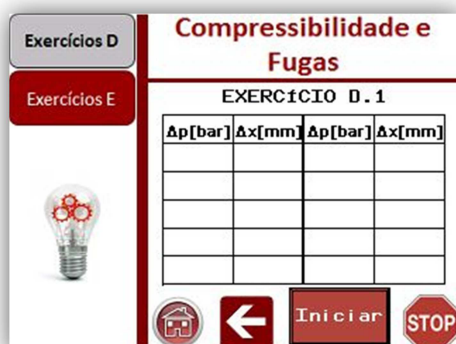 Exercícios D
Exercícios E
Compressibilidade e
Fugas
EXERCíCIO D.1
Δp[bar] Δx[mm] Δp[bar] Δx[mm]
Iniciar
STOP